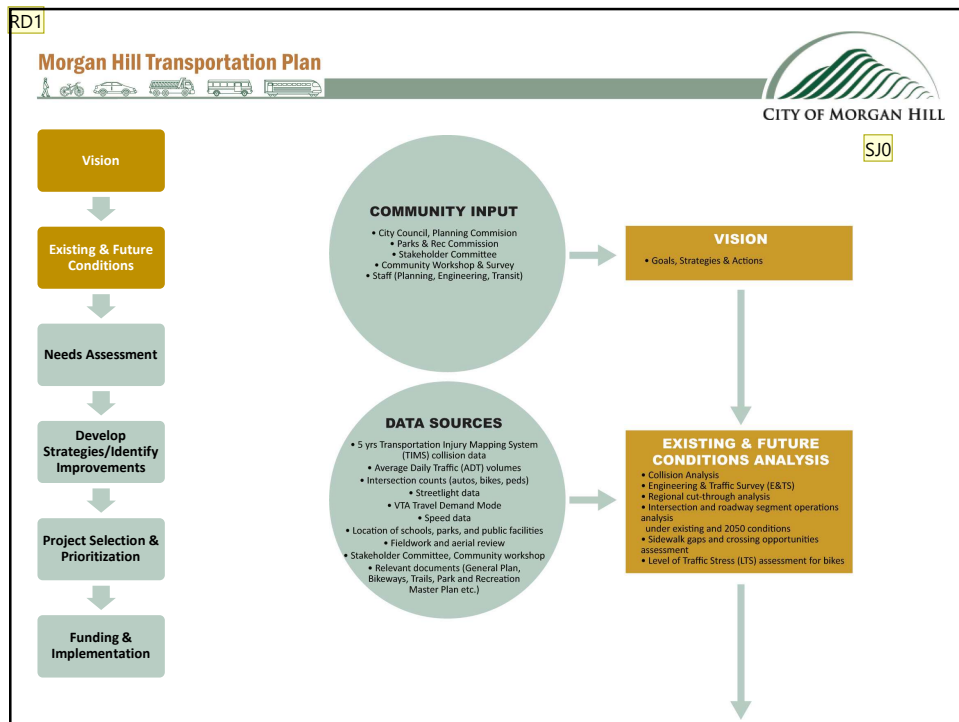 RD1
Morgan Hill Transportation Plan
CITY OF MORGAN HILL
SJ0
Vision
Existing & Future
Conditions
Needs Assessment
Develop
Strategies/Identify
Improvements
Project Selection &
Prioritization
Funding &
Implementation
COMMUNITY INPUT
• City Council, Planning Commision
• Parks & Rec Commission
• Stakeholder Committee
• Community Workshop & Survey
• Staff (Planning, Engineering, Transit)
VISION
• Goals, Strategies & Actions
DATA SOURCES
• 5 yrs Transportation Injury Mapping System
(TIMS) collision data
• Average Daily Traffic (ADT) volumes
• Intersection counts (autos, bikes, peds)
• Streetlight data
• VTA Travel Demand Mode
• Speed data
• Location of schools, parks, and public facilities
• Fieldwork and aerial review
• Stakeholder Committee, Community workshop
• Relevant documents (General Plan,
Bikeways, Trails, Park and Recreation
Master Plan etc.)
EXISTING & FUTURE
CONDITIONS ANALYSIS
• Collision Analysis
• Engineering & Traffic Survey (E&TS)
• Regional cut-through analysis
• Intersection and roadway segment operations
analysis
under existing and 2050 conditions
• Sidewalk gaps and crossing opportunities
assessment
• Level of Traffic Stress (LTS) assessment for bikes